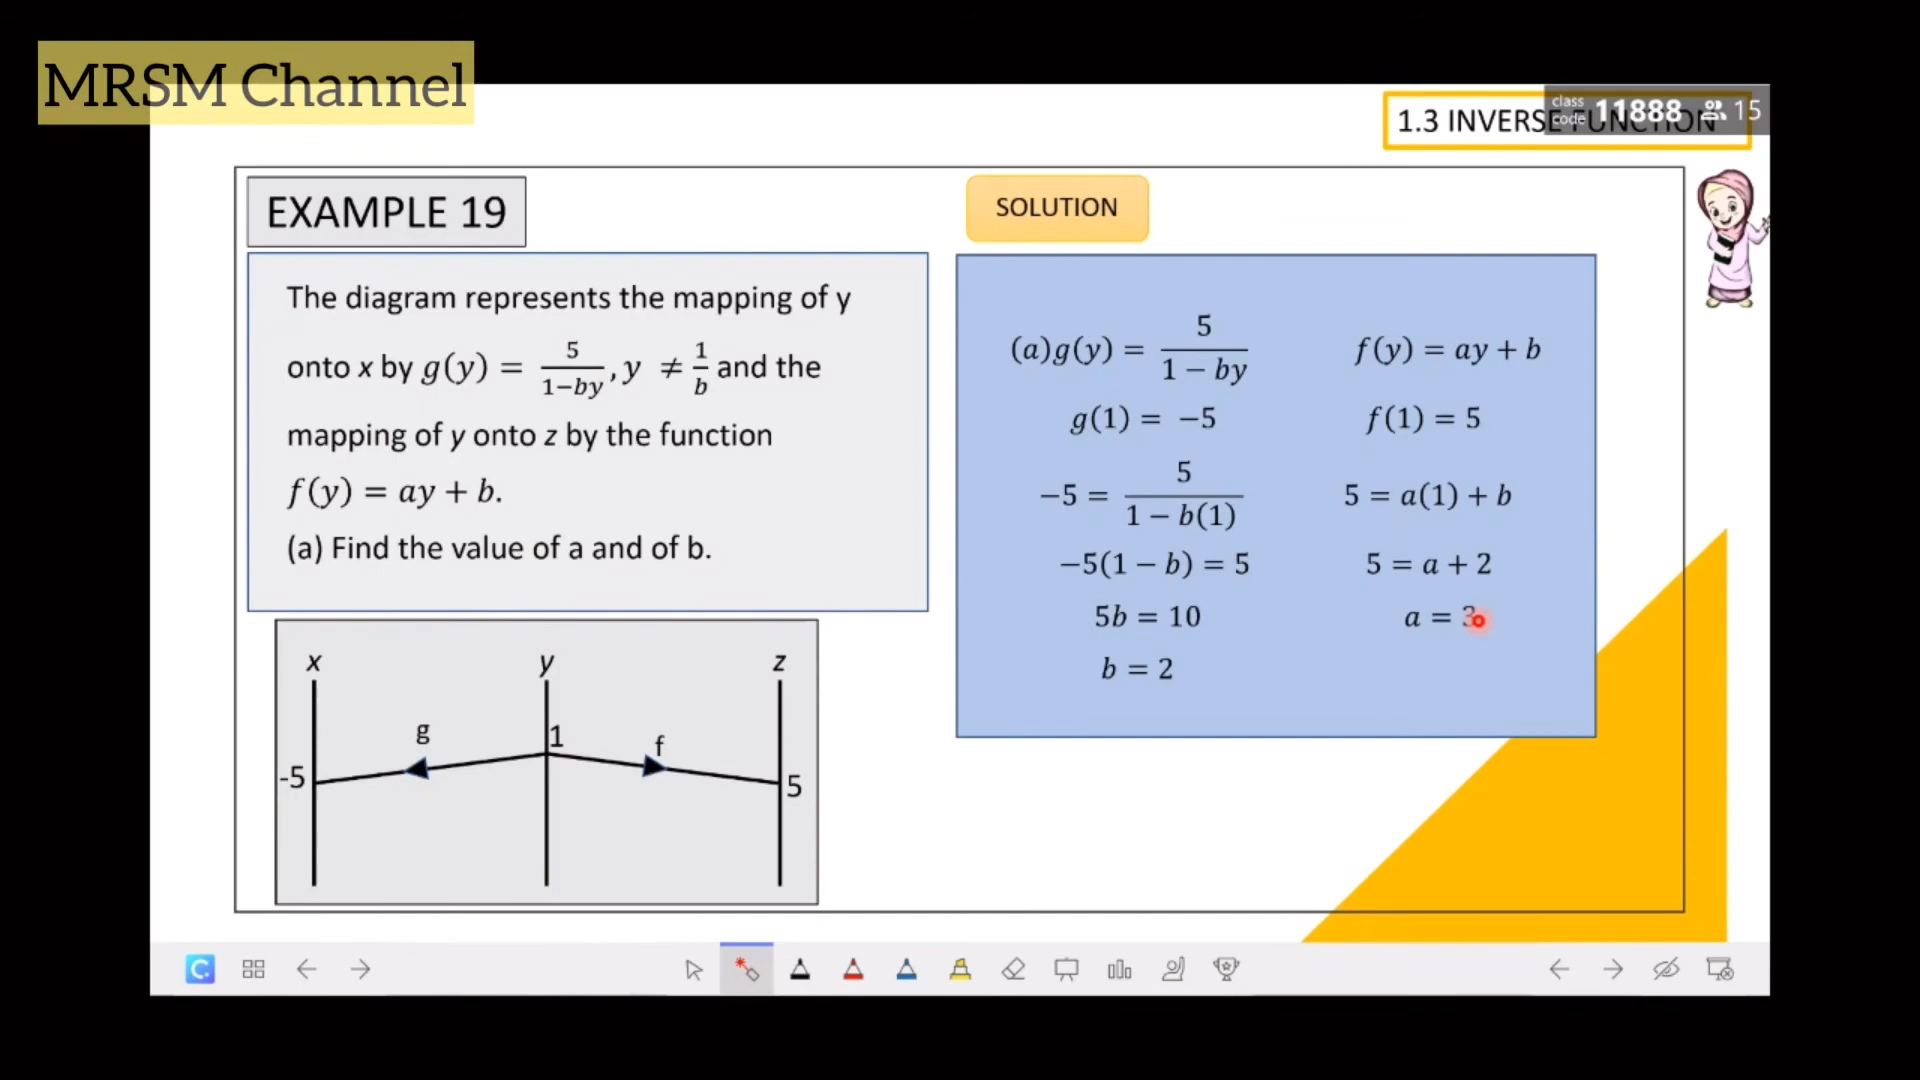 MRSM Channel
class code 11888 15
1.3 INVERSE FUNCTION
EXAMPLE 19
The diagram represents the mapping of y
onto x by g(y) = 5/(1−by), y ≠ 1/b and the
mapping of y onto z by the function
f(y) = ay + b.
(a) Find the value of a and of b.
x y z
g 1 f
-5 5
SOLUTION
(a)g(y) = 5/(1 − by)
g(1) = −5
−5 = 5/(1 − b(1))
−5(1 − b) = 5
5b = 10
b = 2
f(y) = ay + b
f(1) = 5
5 = a(1) + b
5 = a + 2
a = 3